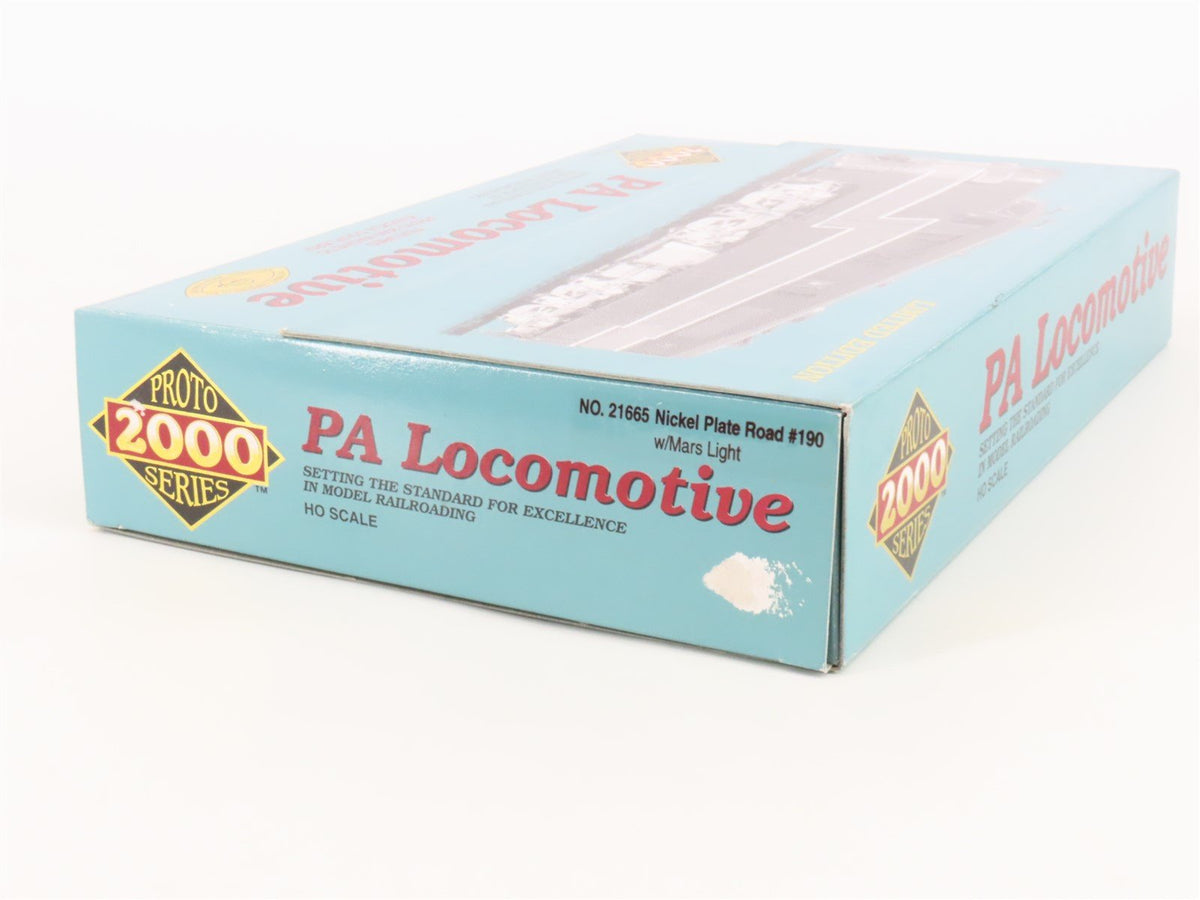 PROTO
2000
SERIES
™
PA Locomotive
SETTING THE STANDARD FOR EXCELLENCE
IN MODEL RAILROADING
HO SCALE
NO. 21665 Nickel Plate Road #190
w/Mars Light
PROTO
2000
SERIES
PA Locomotive
SETTING THE STANDARD FOR EXCELLENCE
IN MODEL RAILROADING
HO SCALE
PA Locomotive
2000
LIMITED EDITION